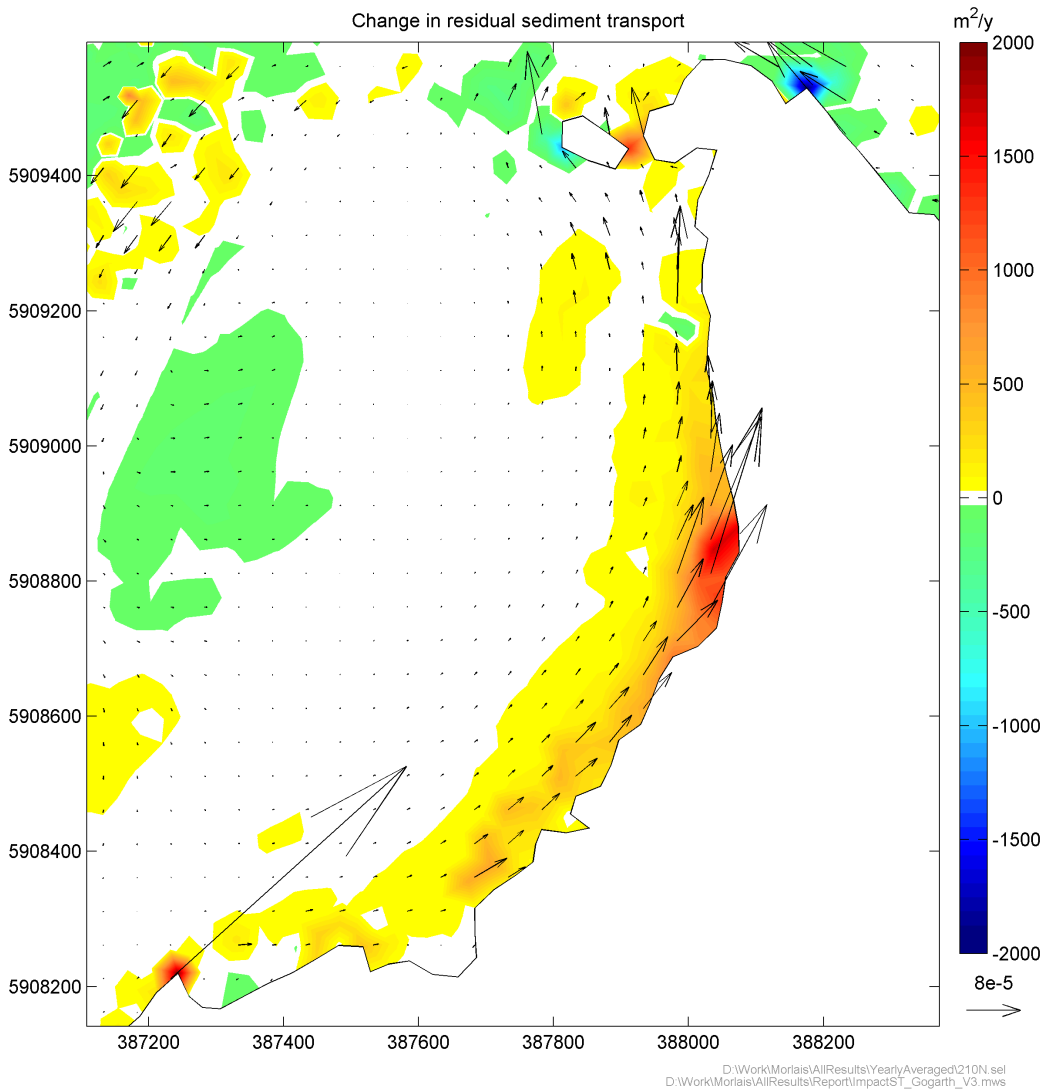 Change in residual sediment transport
m2/y
2000
1500
1000
500
0
-500
-1000
-1500
-2000
8e-5
5909400
5909200
5909000
5908800
5908600
5908400
5908200
387200 387400 387600 387800 388000 388200
D:\Work\Morlais\AllResults\YearlyAveraged\210N.sel
D:\Work\Morlais\AllResults\Report\ImpactST_Gogarth_V3.mws